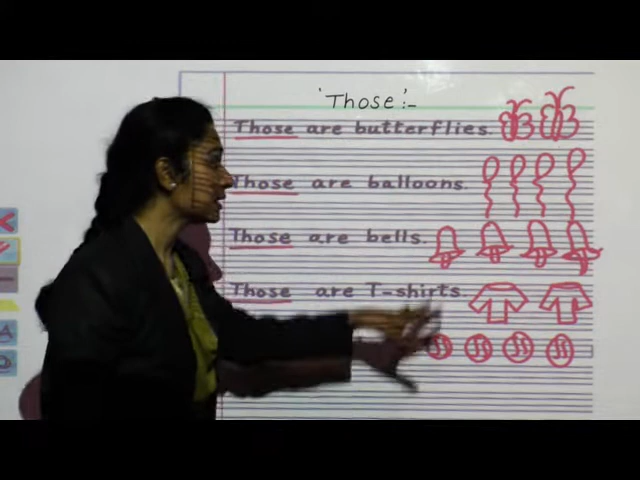 'Those':-
Those are butterflies.
Those are balloons.
Those are bells.
Those are T-shirts.